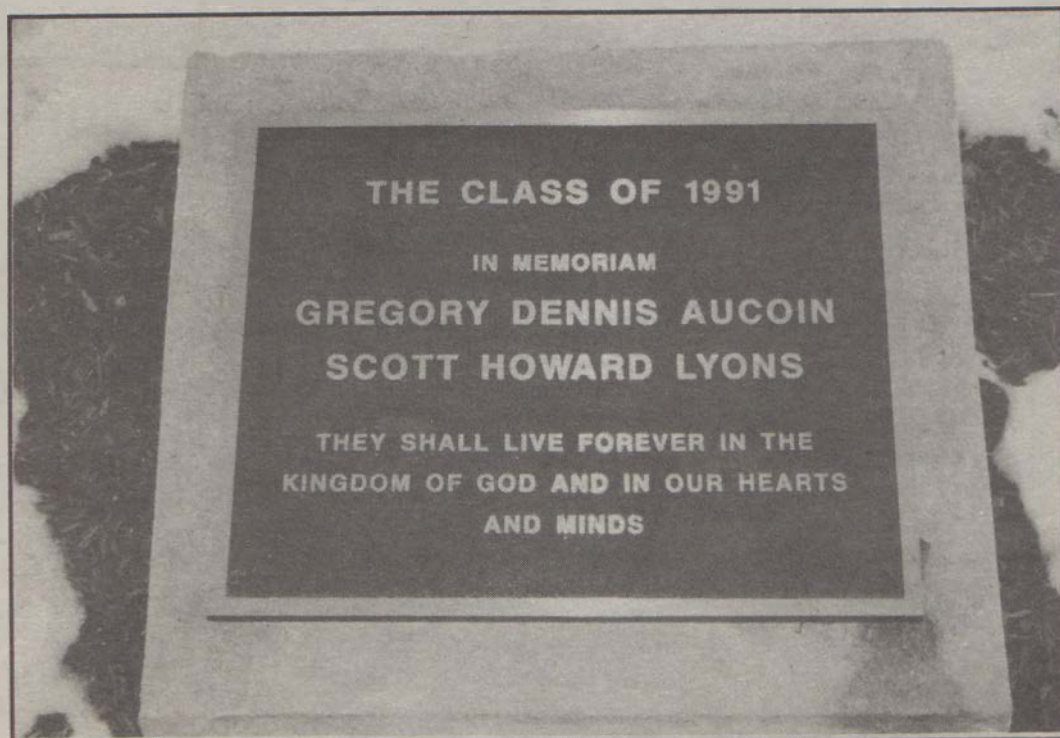 THE CLASS OF 1991
IN MEMORIAM
GREGORY DENNIS AUCOIN
SCOTT HOWARD LYONS
THEY SHALL LIVE FOREVER IN THE
KINGDOM OF GOD AND IN OUR HEARTS
AND MINDS